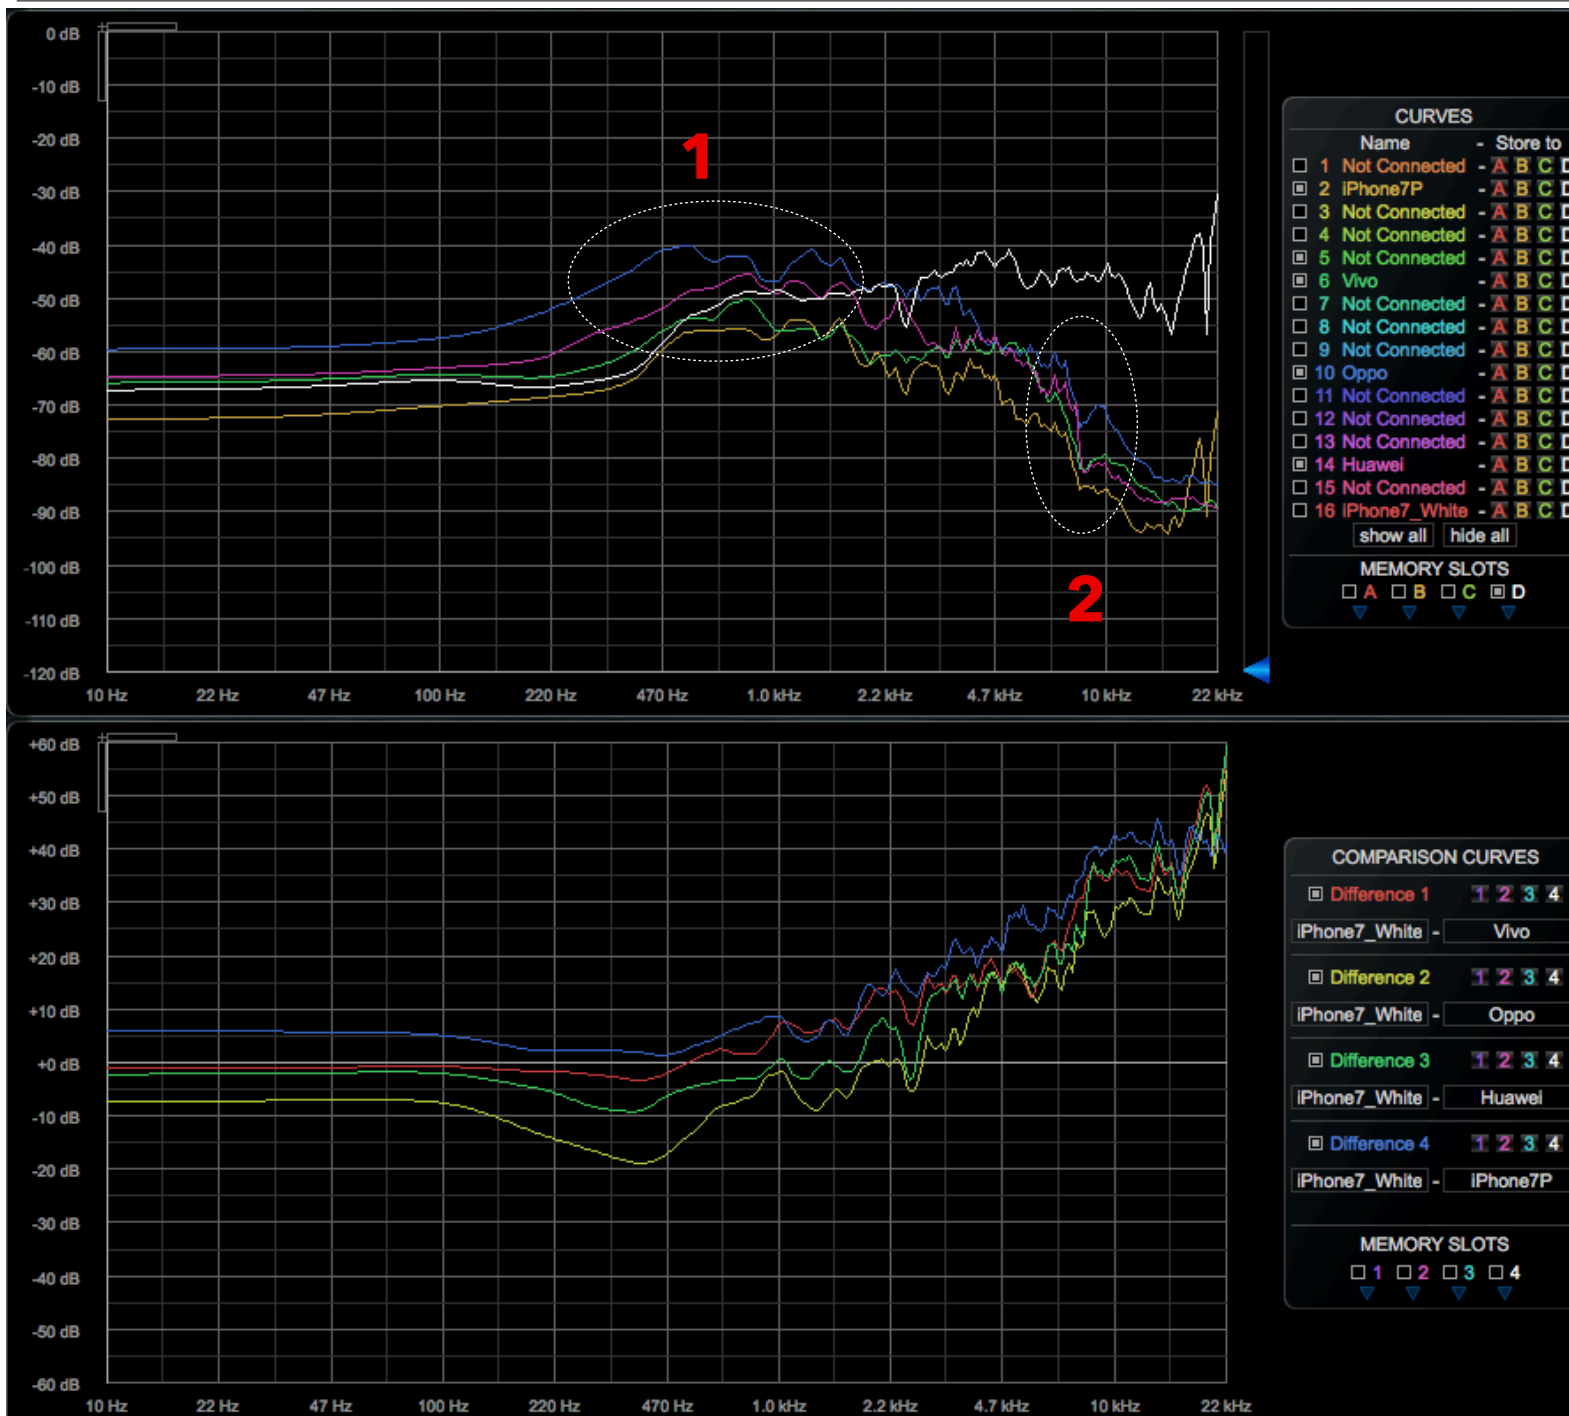 0 dB
-10 dB
-20 dB
-30 dB
-40 dB
-50 dB
-60 dB
-70 dB
-80 dB
-90 dB
-100 dB
-110 dB
-120 dB
10 Hz 22 Hz 47 Hz 100 Hz 220 Hz 470 Hz 1.0 kHz 2.2 kHz 4.7 kHz 10 kHz 22 kHz
1
2
CURVES
Name - Store to
1 Not Connected - A B C D
2 iPhone7P - A B C D
3 Not Connected - A B C D
4 Not Connected - A B C D
5 Not Connected - A B C D
6 Vivo - A B C D
7 Not Connected - A B C D
8 Not Connected - A B C D
9 Not Connected - A B C D
10 Oppo - A B C D
11 Not Connected - A B C D
12 Not Connected - A B C D
13 Not Connected - A B C D
14 Huawei - A B C D
15 Not Connected - A B C D
16 iPhone7_White - A B C D
show all hide all
MEMORY SLOTS
A B C D
+60 dB
+50 dB
+40 dB
+30 dB
+20 dB
+10 dB
+0 dB
-10 dB
-20 dB
-30 dB
-40 dB
-50 dB
-60 dB
10 Hz 22 Hz 47 Hz 100 Hz 220 Hz 470 Hz 1.0 kHz 2.2 kHz 4.7 kHz 10 kHz 22 kHz
COMPARISON CURVES
Difference 1 1 2 3 4
iPhone7_White - Vivo
Difference 2 1 2 3 4
iPhone7_White - Oppo
Difference 3 1 2 3 4
iPhone7_White - Huawei
Difference 4 1 2 3 4
iPhone7_White - iPhone7P
MEMORY SLOTS
1 2 3 4